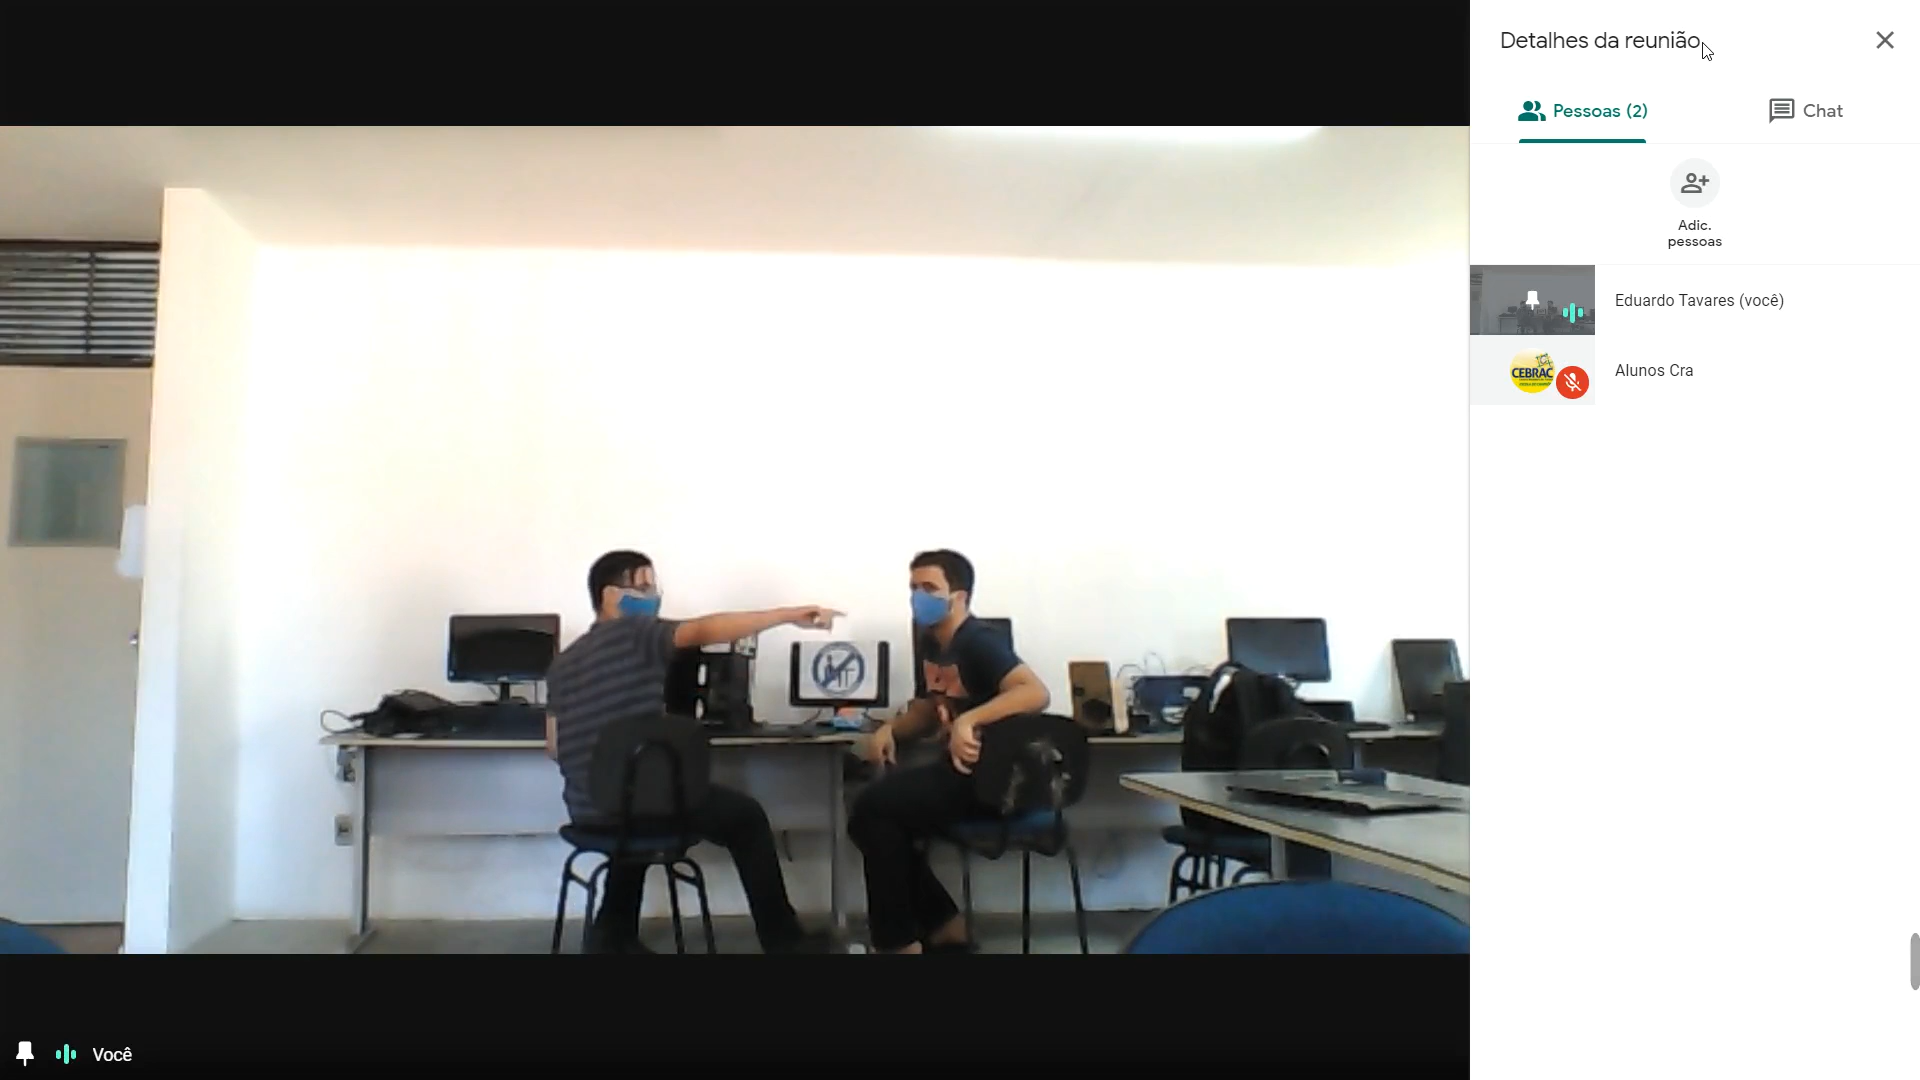 Detalhes da reunião
Pessoas (2)
Chat
Adic.
pessoas
Eduardo Tavares (você)
CEBRAC
Alunos Cra
Você